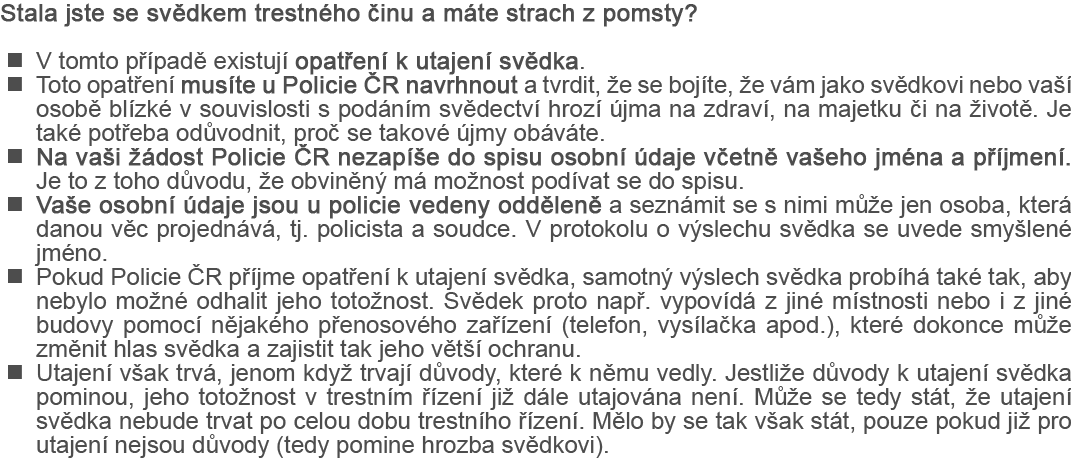 Stala jste se svědkem trestného činu a máte strach z pomsty?
■ V tomto případě existují opatření k utajení svědka.
■ Toto opatření musíte u Policie ČR navrhnout a tvrdit, že se bojíte, že vám jako svědkovi nebo vaší
osobě blízké v souvislosti s podáním svědectví hrozí újma na zdraví, na majetku či na životě. Je
také potřeba odůvodnit, proč se takové újmy obáváte.
■ Na vaši žádost Policie ČR nezapíše do spisu osobní údaje včetně vašeho jména a příjmení.
Je to z toho důvodu, že obviněný má možnost podívat se do spisu.
■ Vaše osobní údaje jsou u policie vedeny odděleně a seznámit se s nimi může jen osoba, která
danou věc projednává, tj. policista a soudce. V protokolu o výslechu svědka se uvede smyšlené
jméno.
■ Pokud Policie ČR příjme opatření k utajení svědka, samotný výslech svědka probíhá také tak, aby
nebylo možné odhalit jeho totožnost. Svědek proto např. vypovídá z jiné místnosti nebo i z jiné
budovy pomocí nějakého přenosového zařízení (telefon, vysílačka apod.), které dokonce může
změnit hlas svědka a zajistit tak jeho větší ochranu.
■ Utajení však trvá, jenom když trvají důvody, které k němu vedly. Jestliže důvody k utajení svědka
pominou, jeho totožnost v trestním řízení již dále utajována není. Může se tedy stát, že utajení
svědka nebude trvat po celou dobu trestního řízení. Mělo by se tak však stát, pouze pokud již pro
utajení nejsou důvody (tedy pomine hrozba svědkovi).